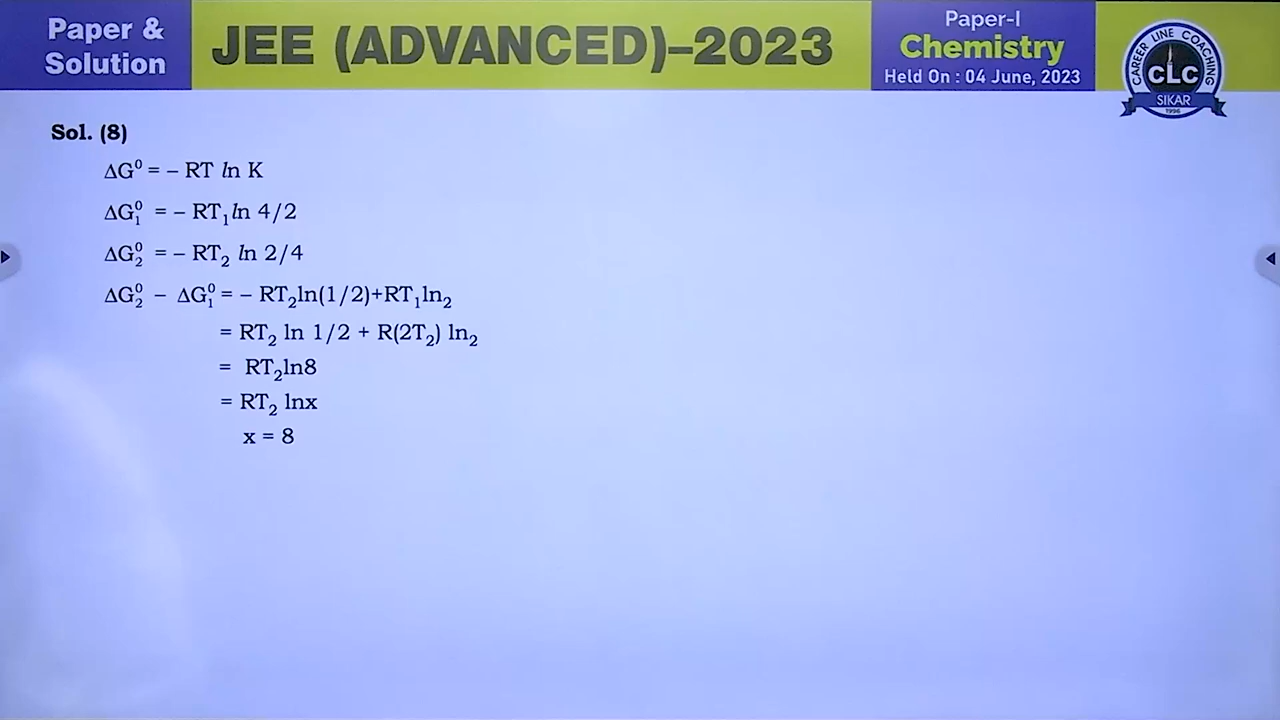 Paper &
Solution
JEE (ADVANCED)–2023
Paper-I
Chemistry
Held On : 04 June, 2023
CAREER LINE COACHING
CLC
SIKAR
1996
Sol. (8)
ΔG⁰ = – RT ln K
ΔG₁⁰ = – RT₁ln 4/2
ΔG₂⁰ = – RT₂ ln 2/4
ΔG₂⁰ – ΔG₁⁰ = – RT₂ln(1/2)+RT₁ln₂
= RT₂ ln 1/2 + R(2T₂) ln₂
= RT₂ln8
= RT₂ lnx
x = 8